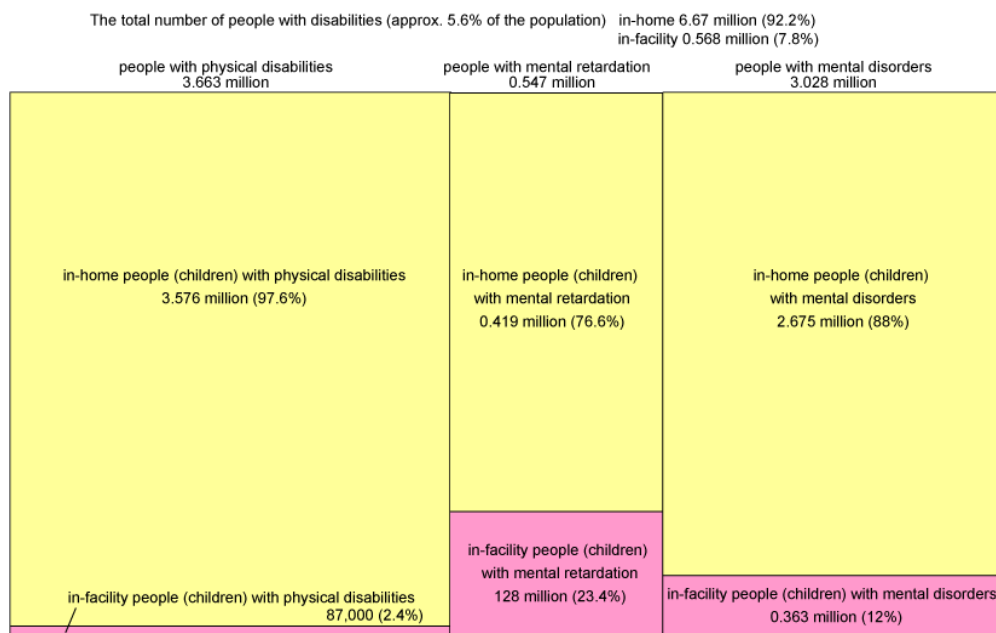 The total number of people with disabilities (approx. 5.6% of the population) in-home 6.67 million (92.2%)
in-facility 0.568 million (7.8%)
people with physical disabilities
3.663 million
people with mental retardation
0.547 million
people with mental disorders
3.028 million
in-home people (children) with physical disabilities
3.576 million (97.6%)
in-home people (children)
with mental retardation
0.419 million (76.6%)
in-home people (children)
with mental disorders
2.675 million (88%)
in-facility people (children) with physical disabilities
87,000 (2.4%)
in-facility people (children)
with mental retardation
128 million (23.4%)
in-facility people (children) with mental disorders
0.363 million (12%)